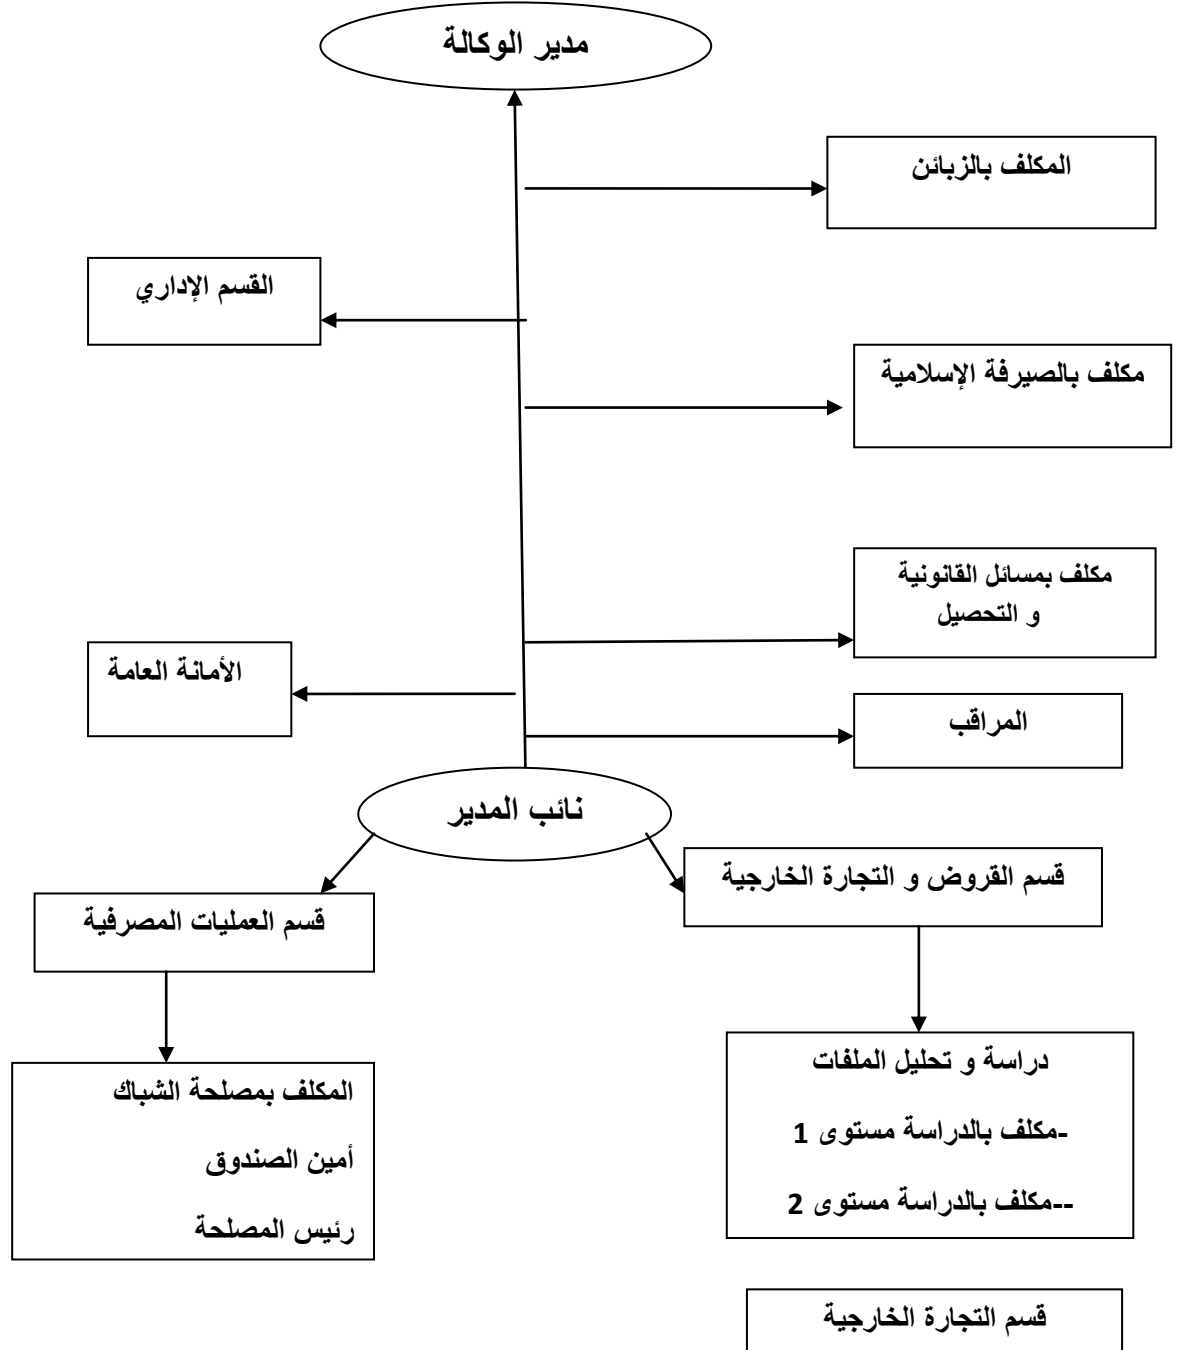 مدير الوكالة
المكلف بالزبائن
القسم الإداري
مكلف بالصيرفة الإسلامية
مكلف بمسائل القانونية
و التحصيل
الأمانة العامة
المراقب
نائب المدير
قسم القروض و التجارة الخارجية
قسم العمليات المصرفية
دراسة و تحليل الملفات
-مكلف بالدراسة مستوى 1
--مكلف بالدراسة مستوى 2
المكلف بمصلحة الشباك
أمين الصندوق
رئيس المصلحة
قسم التجارة الخارجية